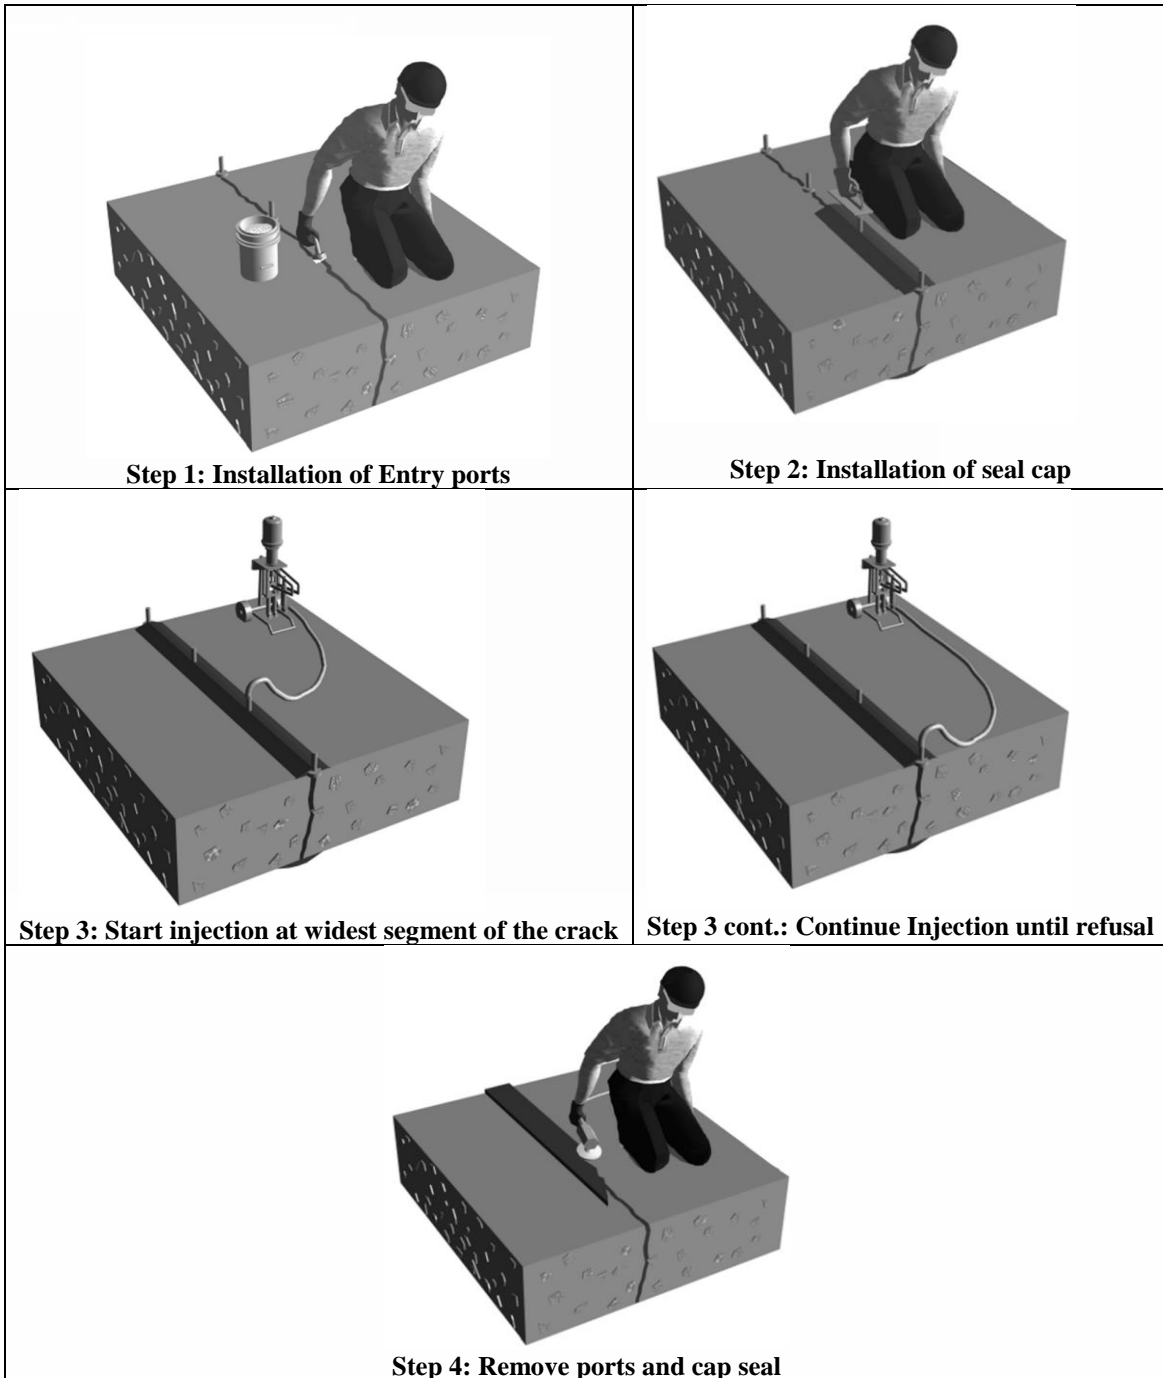 Step 1: Installation of Entry ports
Step 2: Installation of seal cap
Step 3: Start injection at widest segment of the crack
Step 3 cont.: Continue Injection until refusal
Step 4: Remove ports and cap seal